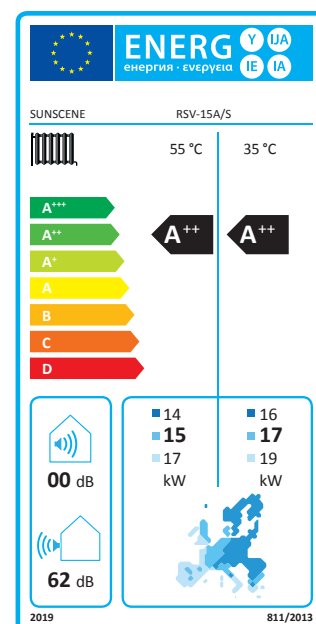 ENERG Y IJA
енергия · ενεργεια IE IA
SUNSCENE RSV-15A/S
55 °C 35 °C
A+++
A++ A++ A++
A+
A
B
C
D
14 16
15 17
17 19
kW kW
00 dB
62 dB
2019 811/2013